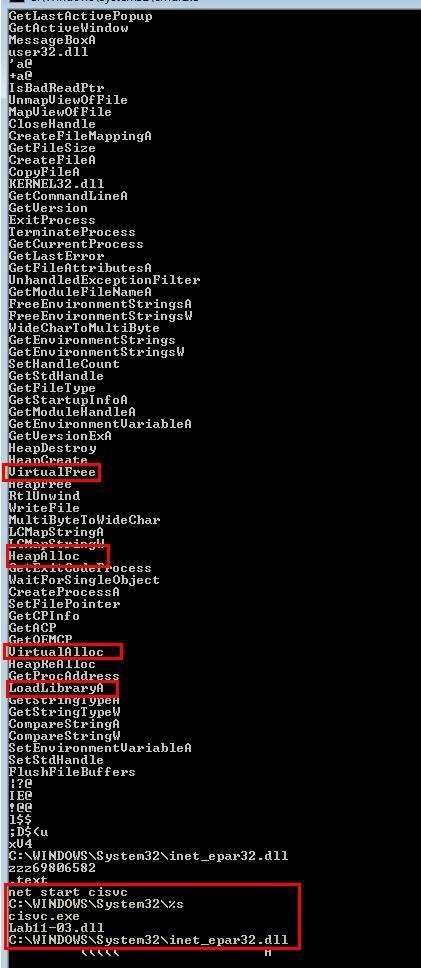 GetLastActivePopup
GetActiveWindow
MessageBoxA
user32.dll
'a@
+a@
IsBadReadPtr
UnmapViewOfFile
MapViewOfFile
CloseHandle
CreateFileMappingA
GetFileSize
CreateFileA
CopyFileA
KERNEL32.dll
GetCommandLineA
GetVersion
ExitProcess
TerminateProcess
GetCurrentProcess
GetLastError
GetFileAttributesA
UnhandledExceptionFilter
GetModuleFileNameA
FreeEnvironmentStringsA
FreeEnvironmentStringsW
WideCharToMultiByte
GetEnvironmentStrings
GetEnvironmentStringsW
SetHandleCount
GetStdHandle
GetFileType
GetStartupInfoA
GetModuleHandleA
GetEnvironmentVariableA
GetVersionExA
HeapDestroy
HeapCreate
VirtualFree
HeapFree
RtlUnwind
WriteFile
MultiByteToWideChar
LCMapStringA
LCMapStringW
HeapAlloc
GetExitCodeProcess
WaitForSingleObject
CreateProcessA
SetFilePointer
GetCPInfo
GetACP
GetOEMCP
VirtualAlloc
HeapReAlloc
GetProcAddress
LoadLibraryA
GetStringTypeA
GetStringTypeW
CompareStringA
CompareStringW
SetEnvironmentVariableA
SetStdHandle
FlushFileBuffers
|?@
IE@
!@@
l$$
;D$<u
xV4
C:\WINDOWS\System32\inet_epar32.dll
zzz69806582
.text
net start cisvc
C:\WINDOWS\System32\%s
cisvc.exe
Lab11-03.dll
C:\WINDOWS\System32\inet_epar32.dll
((((( H